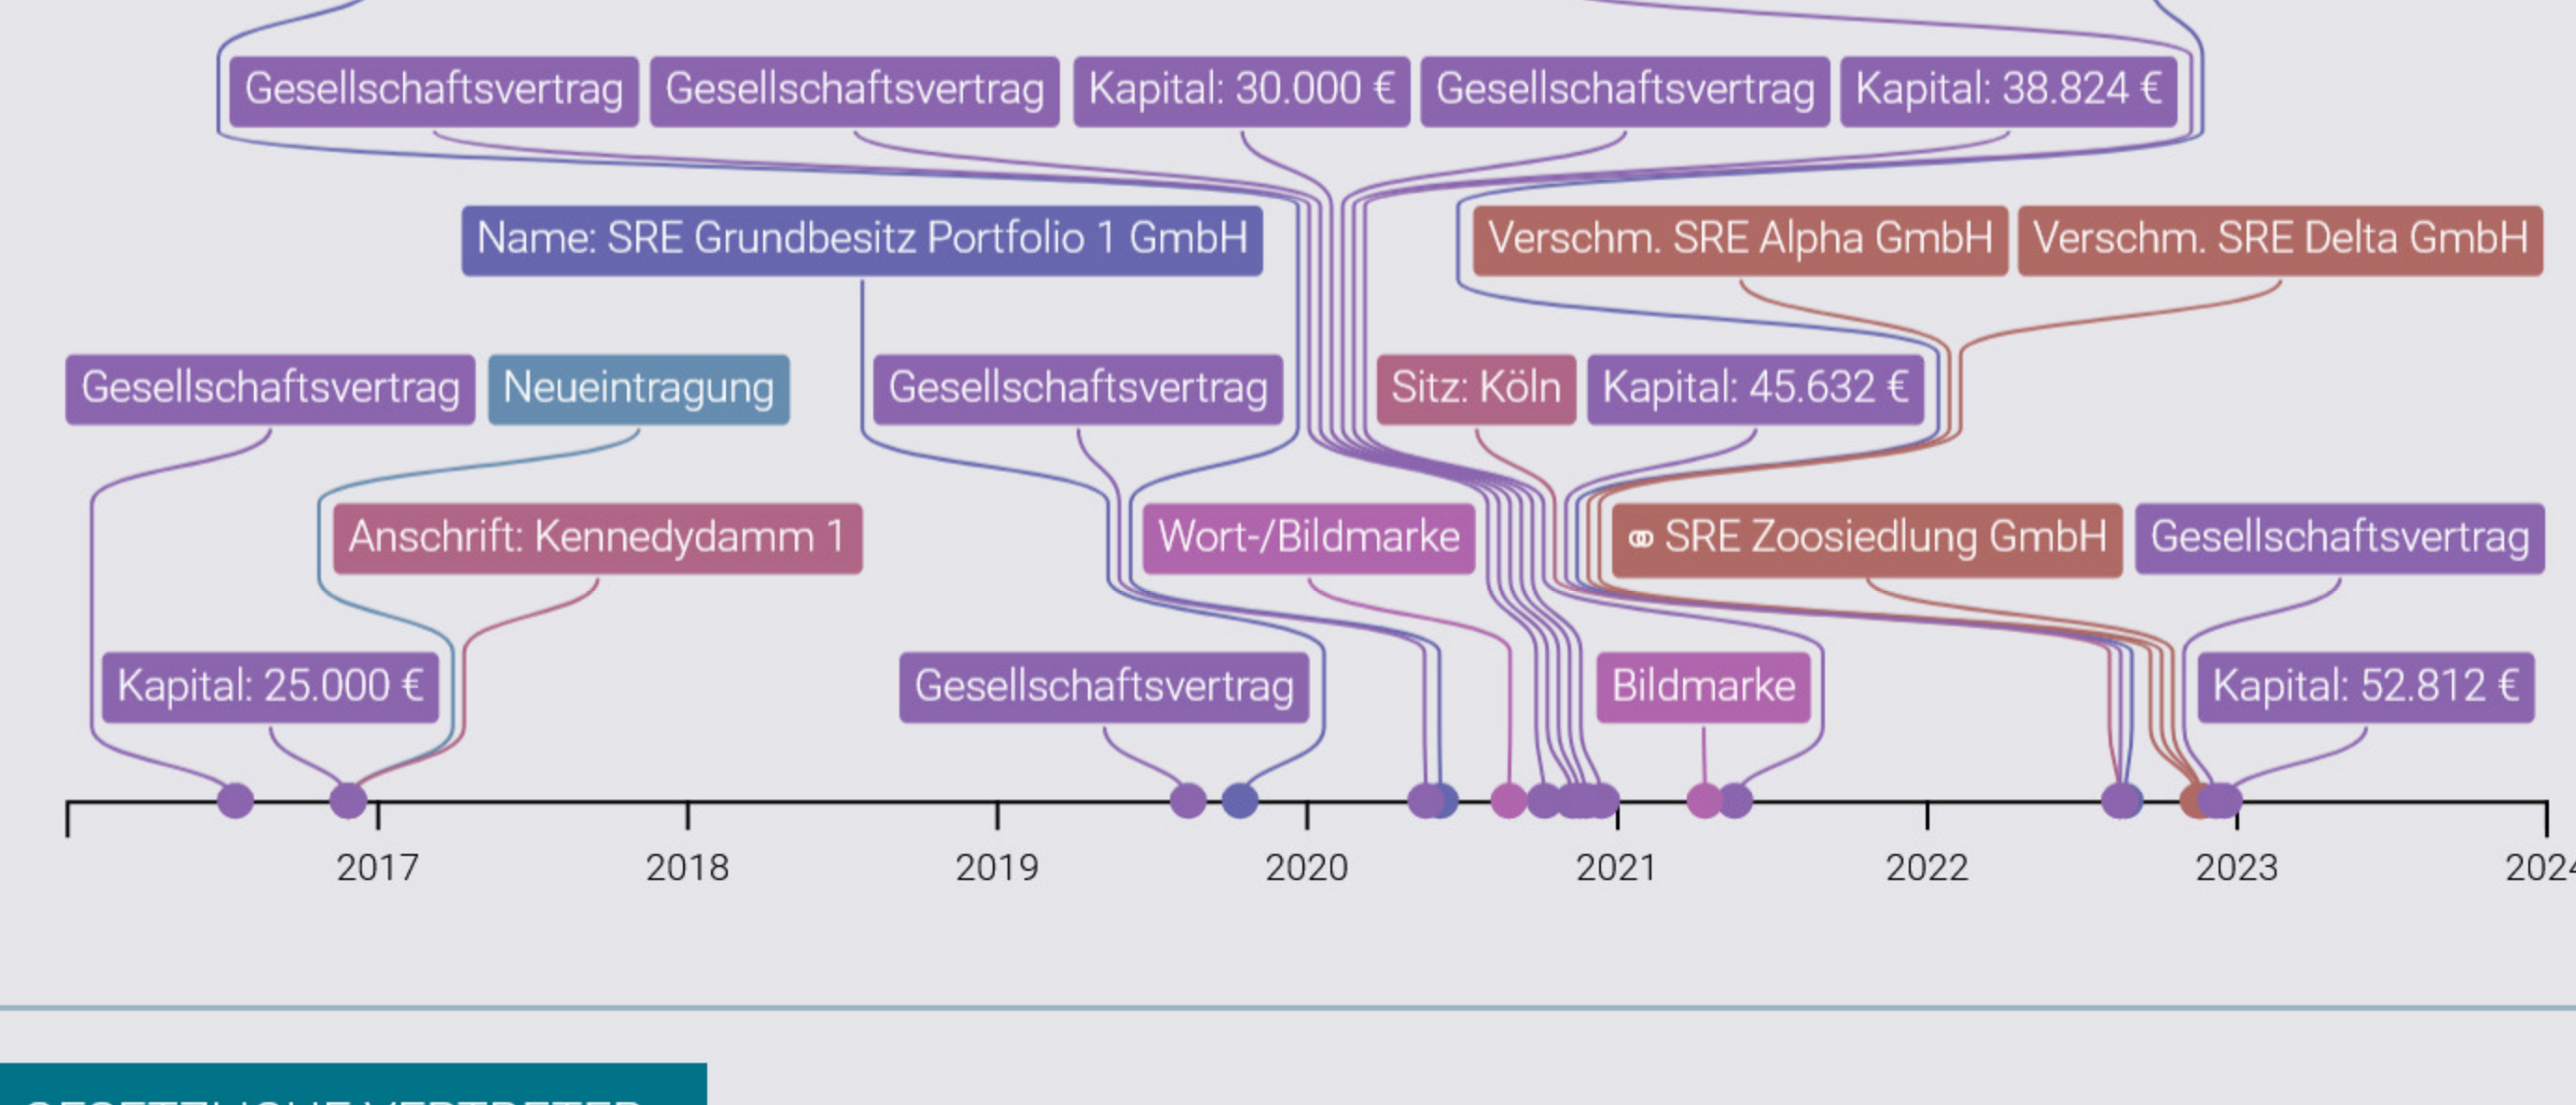 Gesellschaftsvertrag Gesellschaftsvertrag Kapital: 30.000 € Gesellschaftsvertrag Kapital: 38.824 €
Name: SRE Grundbesitz Portfolio 1 GmbH Verschm. SRE Alpha GmbH Verschm. SRE Delta GmbH
Gesellschaftsvertrag Neueintragung Gesellschaftsvertrag Sitz: Köln Kapital: 45.632 €
Anschrift: Kennedydamm 1 Wort-/Bildmarke SRE Zoosiedlung GmbH Gesellschaftsvertrag
Kapital: 25.000 € Gesellschaftsvertrag Bildmarke Kapital: 52.812 €
2017 2018 2019 2020 2021 2022 2023 2024